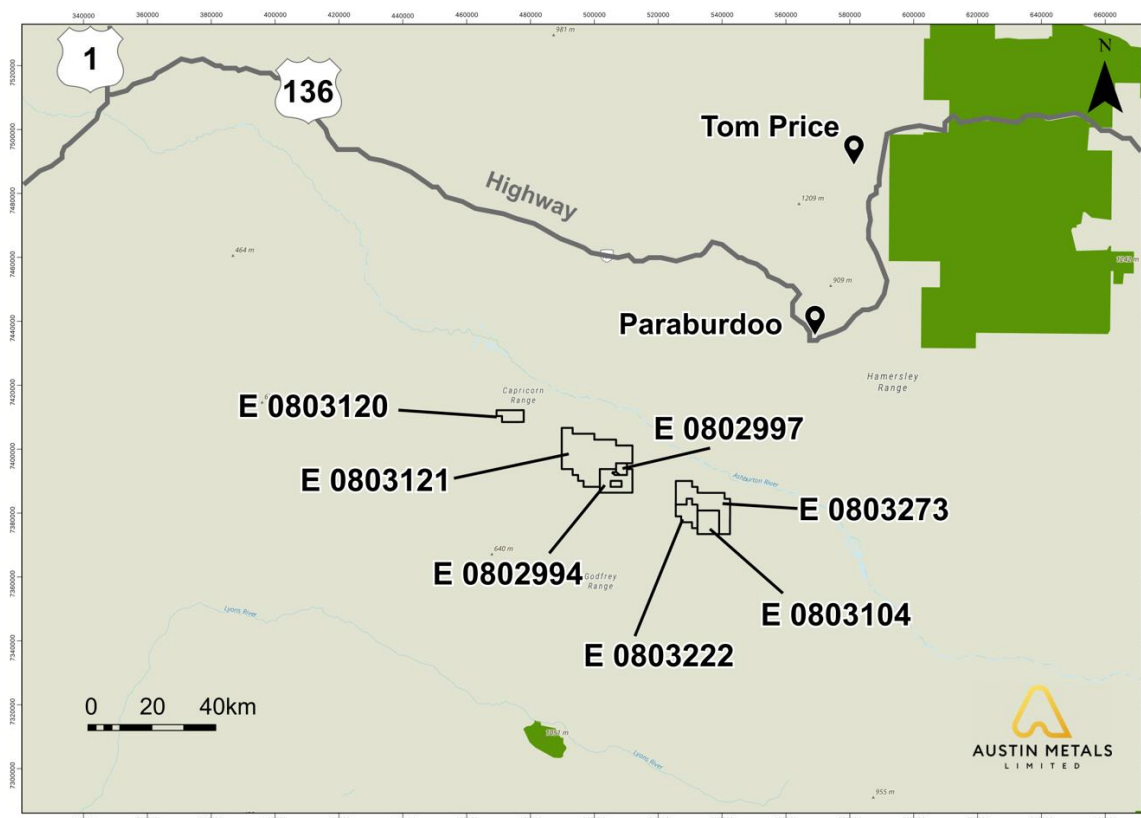 340000 360000 380000 400000 420000 440000 460000 480000 500000 520000 540000 560000 580000 600000 620000 640000 660000
7520000
7500000
7480000
7460000
7440000
7420000
7400000
7380000
7360000
7340000
7320000
7300000
1
136
981 m
N
Tom Price
Highway
1209 m
464 m
909 m
1242 m
Paraburdoo
Hamersley
Range
Capricorn
Range
E 0803120
E 0802997
E 0803121
Ashburton River
E 0803273
640 m
E 0802994
Godfrey
Range
E 0803104
Lyons River
E 0803222
0 20 40km
Lyons River
955 m
AUSTIN METALS
LIMITED